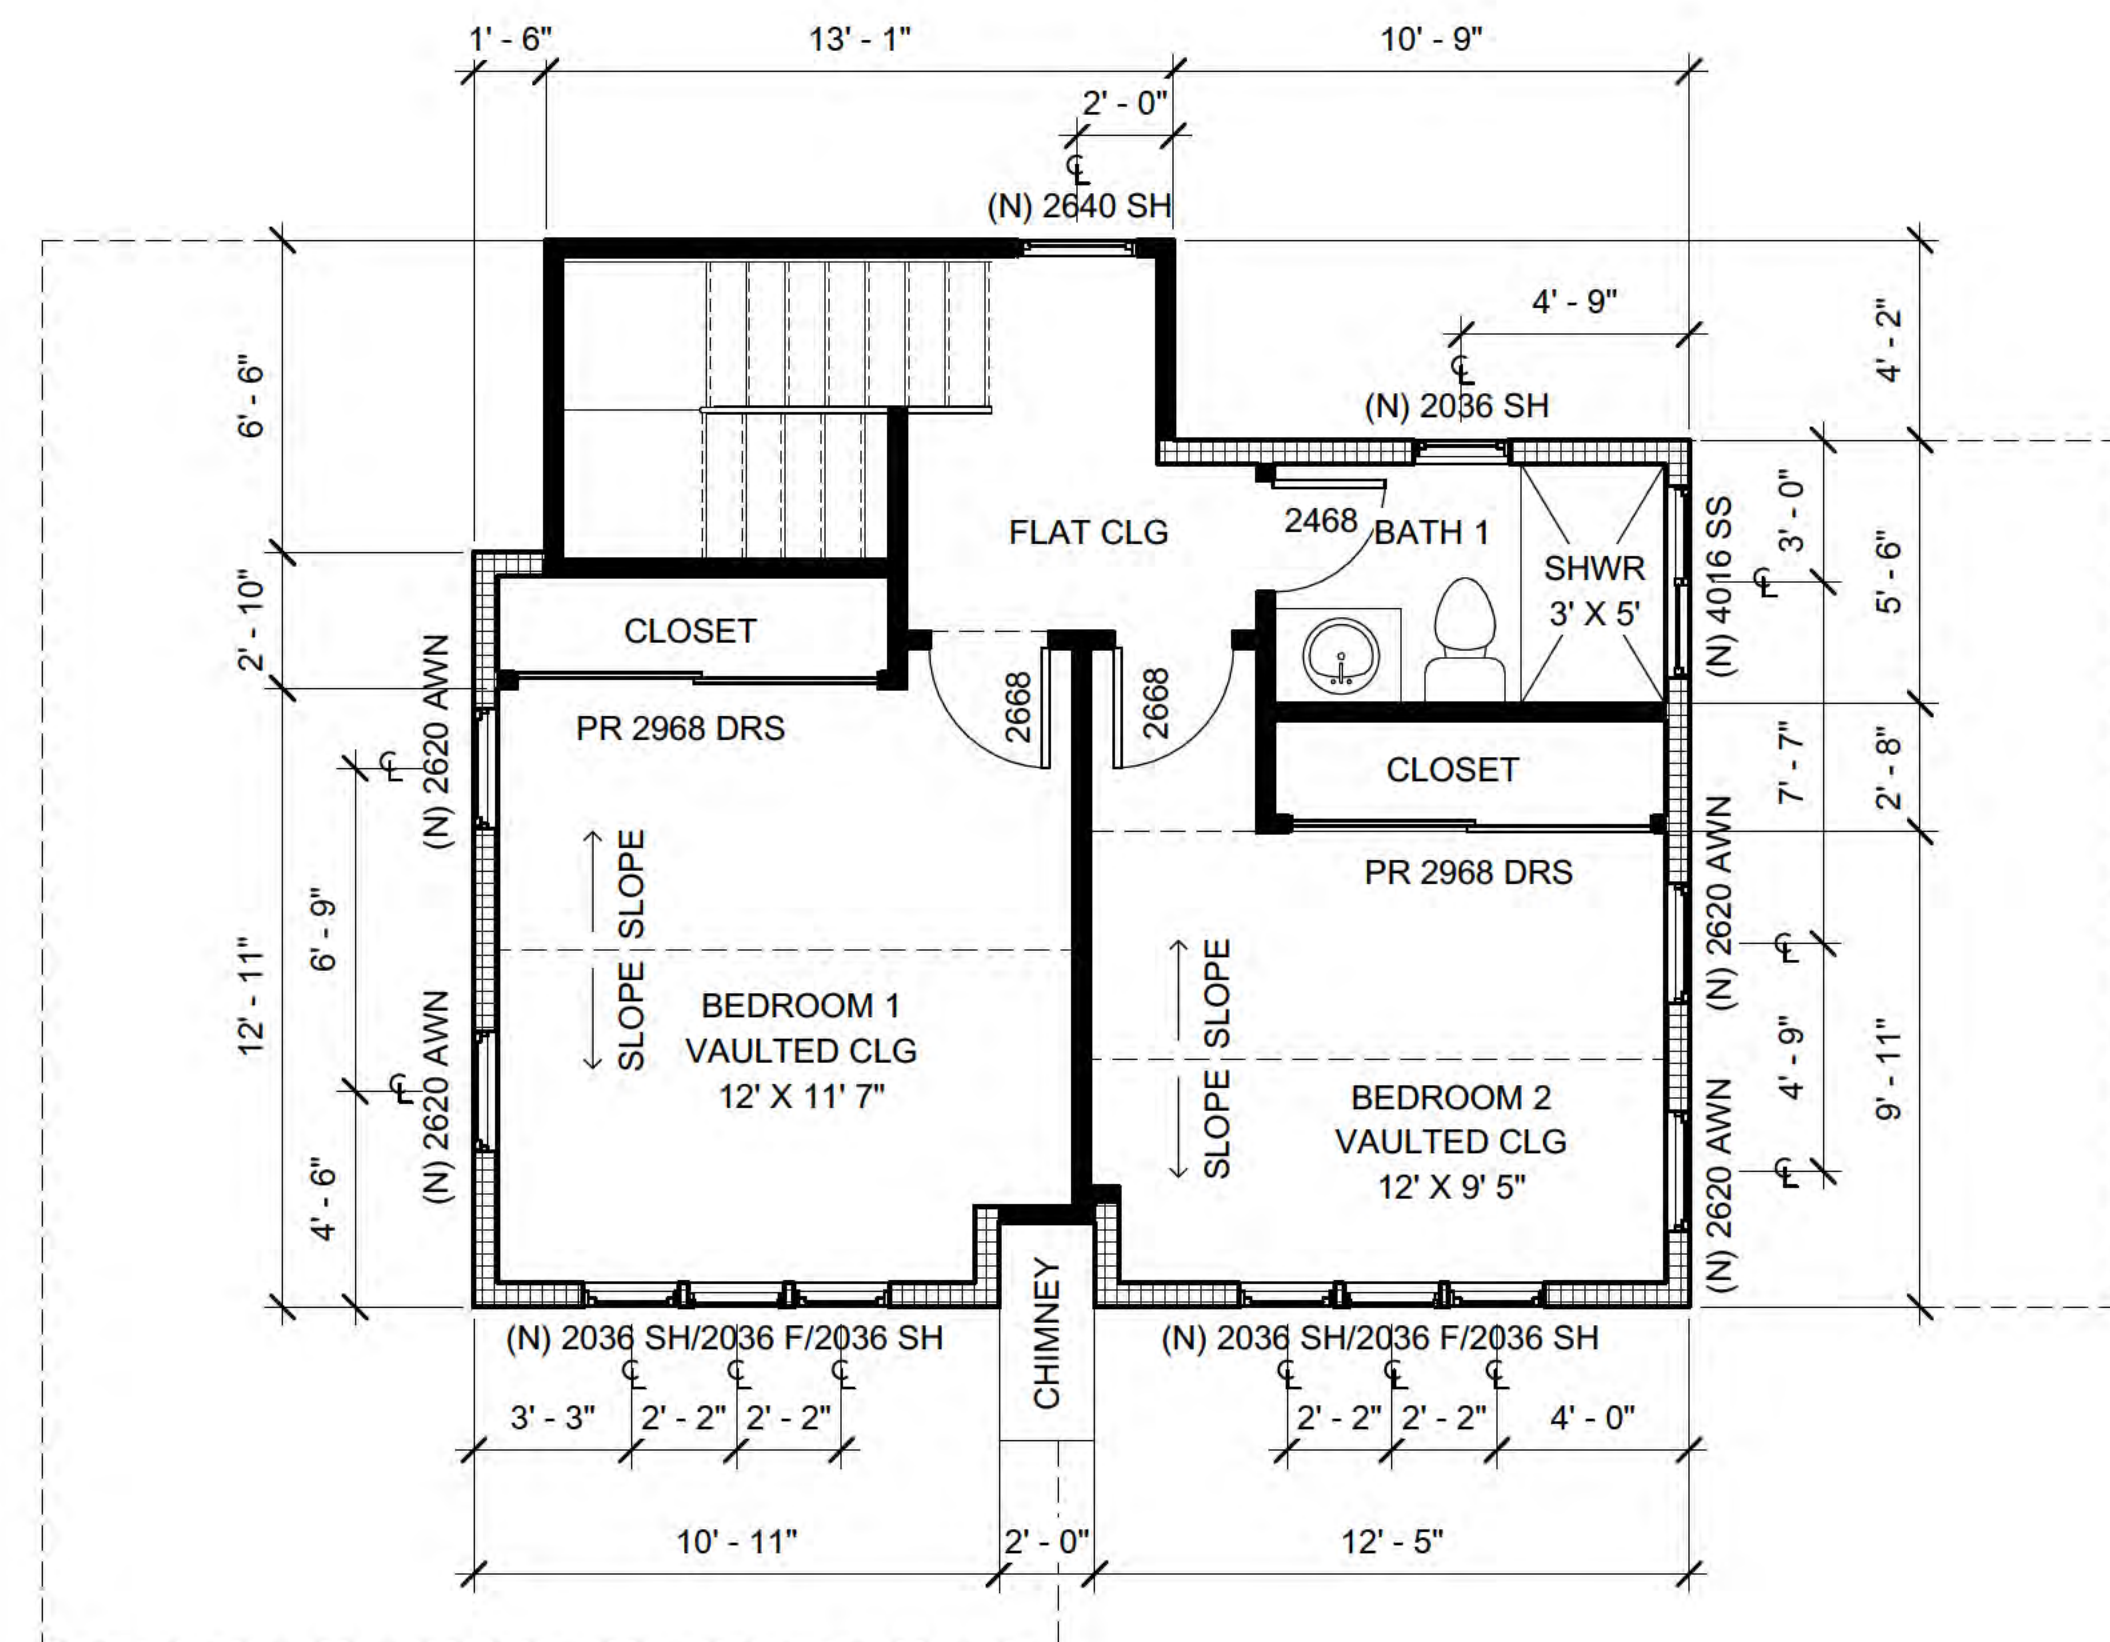 1' - 6"
13' - 1"
10' - 9"
2' - 0"
℄
(N) 2640 SH
4' - 9"
℄
(N) 2036 SH
6' - 6"
4' - 2"
2' - 10"
12' - 11"
6' - 9"
4' - 6"
℄
(N) 2620 AWN
℄
(N) 2620 AWN
FLAT CLG
2468
BATH 1
SHWR
3' X 5'
CLOSET
PR 2968 DRS
2668
2668
CLOSET
PR 2968 DRS
SLOPE
SLOPE
BEDROOM 1
VAULTED CLG
12' X 11' 7"
SLOPE
SLOPE
BEDROOM 2
VAULTED CLG
12' X 9' 5"
(N) 4016 SS
℄
3' - 0"
5' - 6"
7' - 7"
2' - 8"
(N) 2620 AWN
℄
4' - 9"
9' - 11"
(N) 2620 AWN
℄
(N) 2036 SH/2036 F/2036 SH
℄
℄
℄
CHIMNEY
(N) 2036 SH/2036 F/2036 SH
℄
℄
℄
3' - 3"
2' - 2"
2' - 2"
2' - 2"
2' - 2"
4' - 0"
10' - 11"
2' - 0"
12' - 5"